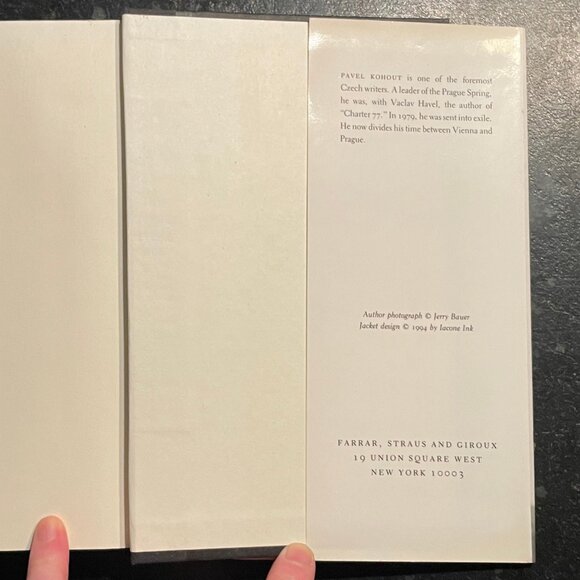 PAVEL KOHOUT is one of the foremost
Czech writers. A leader of the Prague Spring,
he was, with Vaclav Havel, the author of
"Charter 77." In 1979, he was sent into exile.
He now divides his time between Vienna and
Prague.
Author photograph © Jerry Bauer
Jacket design © 1994 by Iacone Ink
FARRAR, STRAUS AND GIROUX
19 UNION SQUARE WEST
NEW YORK 10003